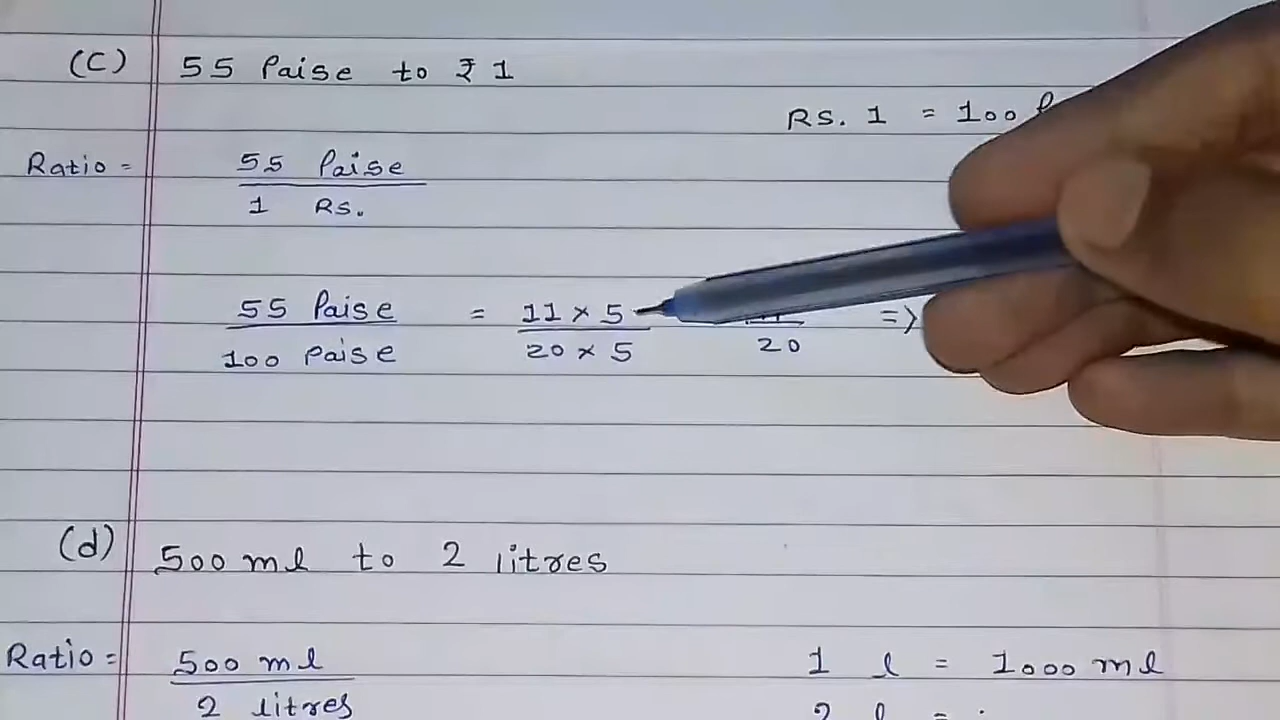 (C) 55 Paise to ₹ 1
RS. 1 = 100
Ratio = 55 Paise
1 RS.
55 Paise = 11 × 5
100 Paise 20 × 5 20 =>
(d) 500 ml to 2 litres
Ratio = 500 ml 1 l = 1000 ml
2 litres 2 l =